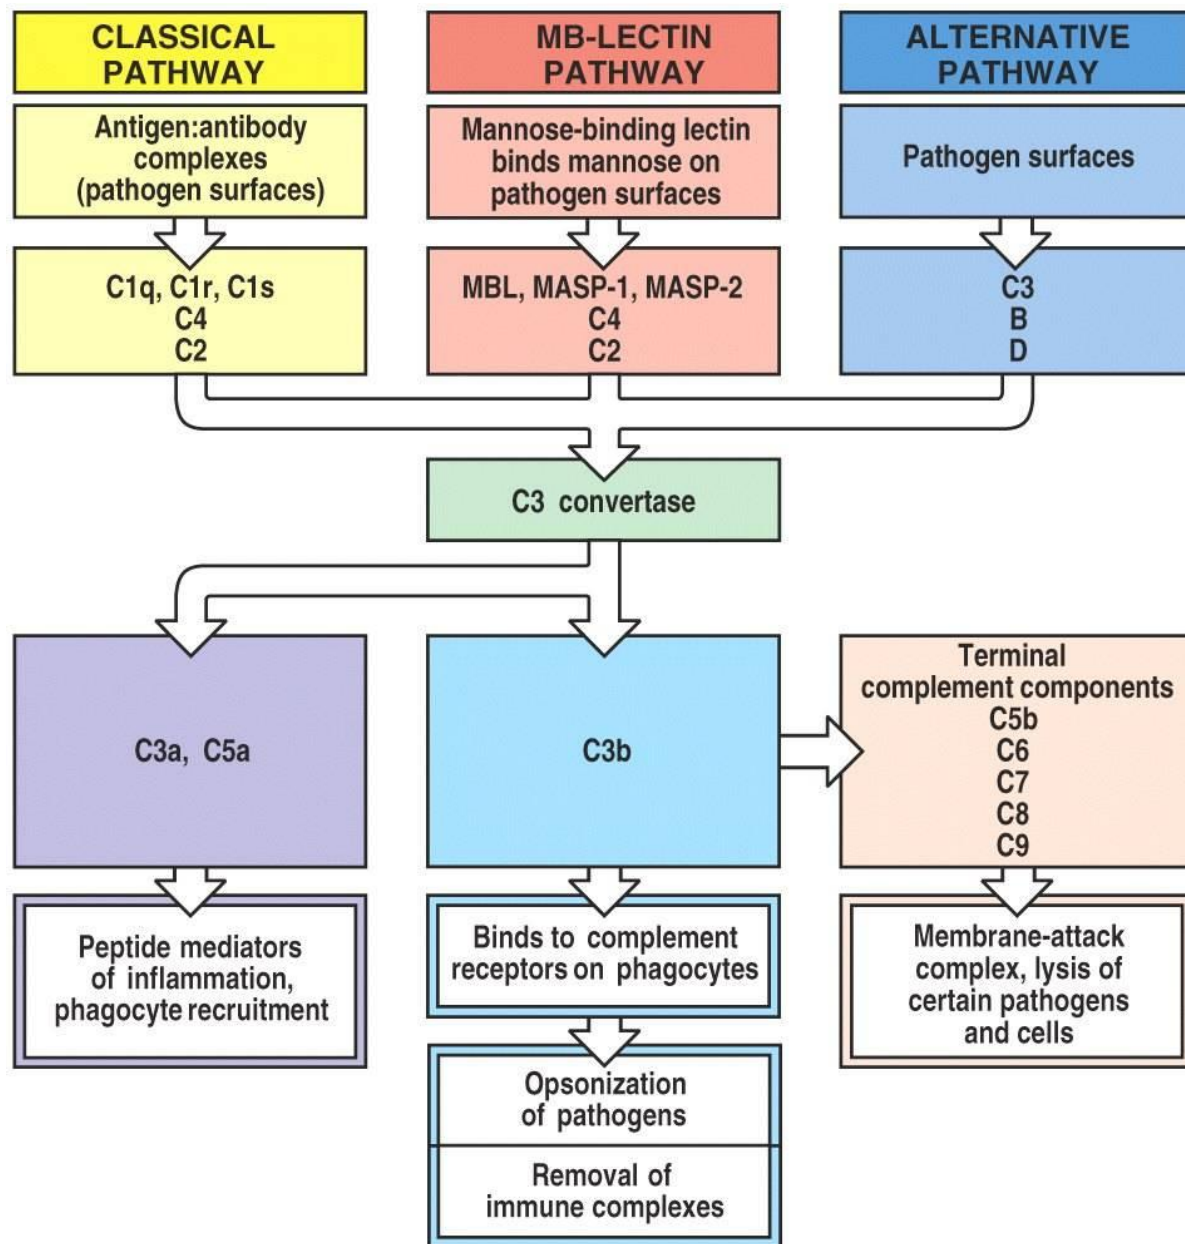 CLASSICAL
PATHWAY
MB-LECTIN
PATHWAY
ALTERNATIVE
PATHWAY
Antigen:antibody
complexes
(pathogen surfaces)
Mannose-binding lectin
binds mannose on
pathogen surfaces
Pathogen surfaces
C1q, C1r, C1s
C4
C2
MBL, MASP-1, MASP-2
C4
C2
C3
B
D
C3 convertase
C3a, C5a
C3b
Terminal
complement components
C5b
C6
C7
C8
C9
Peptide mediators
of inflammation,
phagocyte recruitment
Binds to complement
receptors on phagocytes
Membrane-attack
complex, lysis of
certain pathogens
and cells
Opsonization
of pathogens
Removal of
immune complexes